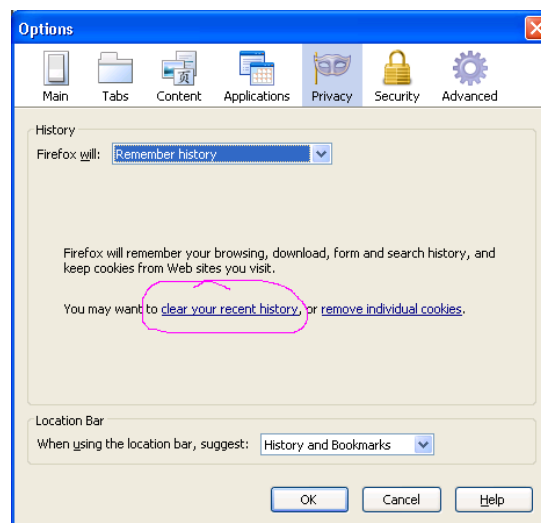 Options
Main Tabs Content Applications Privacy Security Advanced
History
Firefox will: Remember history
Firefox will remember your browsing, download, form and search history, and
keep cookies from Web sites you visit.
You may want to clear your recent history, or remove individual cookies.
Location Bar
When using the location bar, suggest: History and Bookmarks
OK Cancel Help